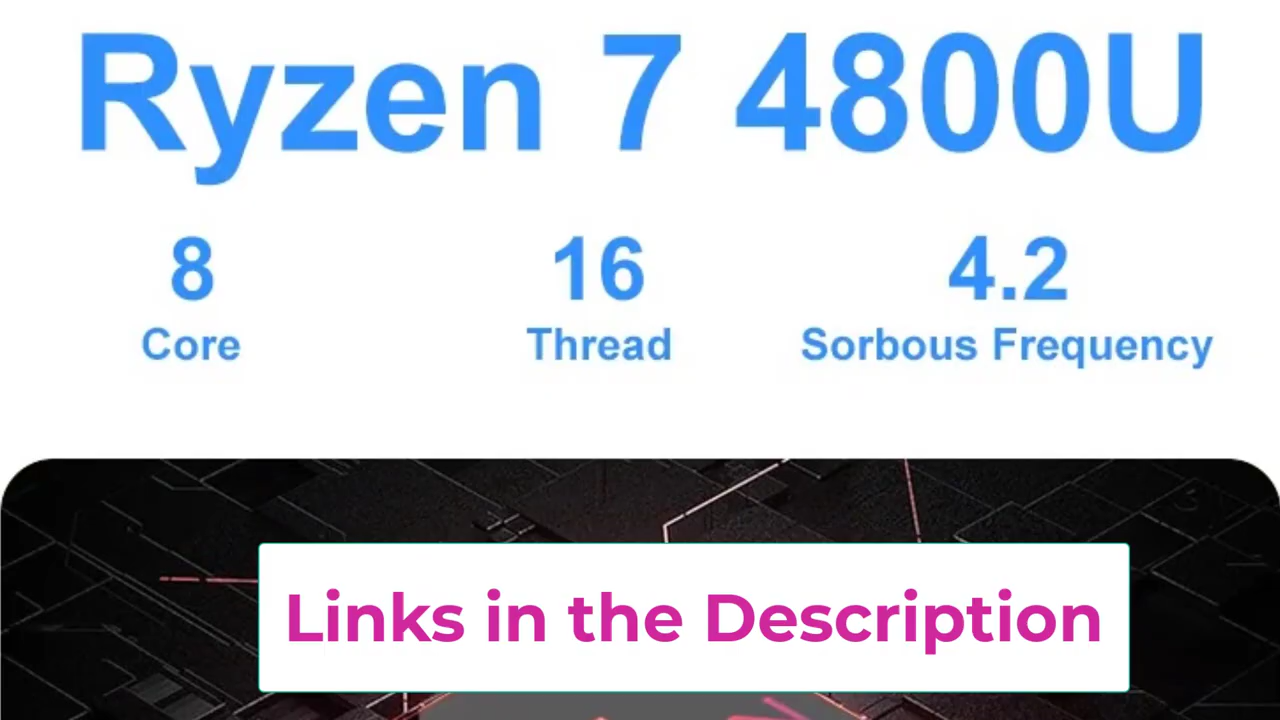 Ryzen 7 4800U
8 16 4.2
Core Thread Sorbous Frequency
Links in the Description